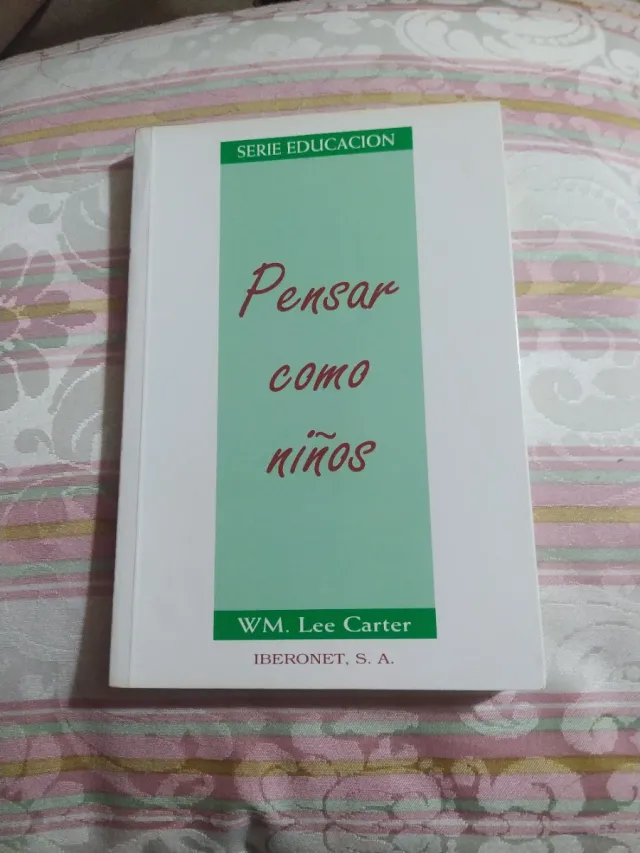 SERIE EDUCACION
Pensar
como
niños
WM. Lee Carter
IBERONET, S. A.